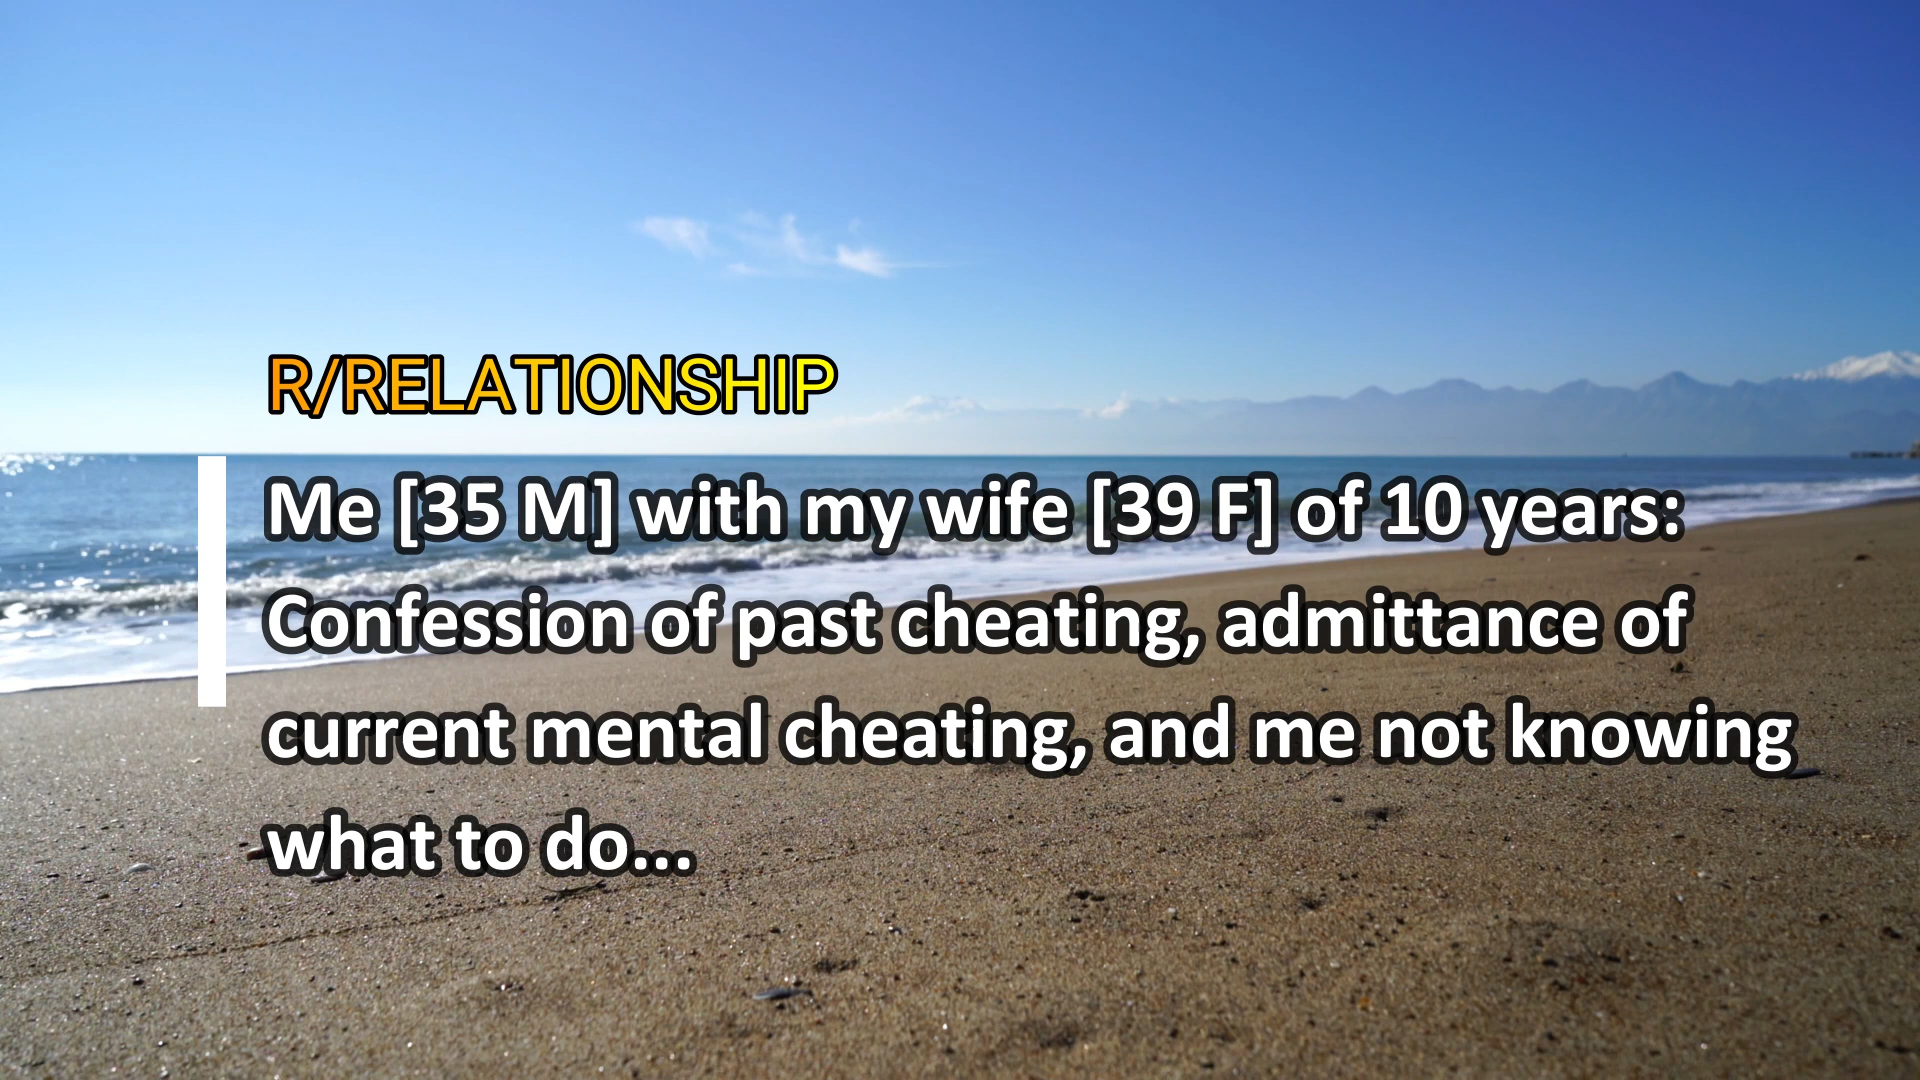 R/RELATIONSHIP
Me [35 M] with my wife [39 F] of 10 years:
Confession of past cheating, admittance of
current mental cheating, and me not knowing
what to do...